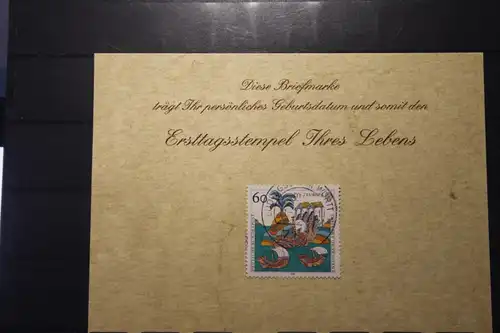 Diese Briefmarke
trägt Ihr persönliches Geburtsdatum und somit den
Ersttagsstempel Ihres Lebens
60